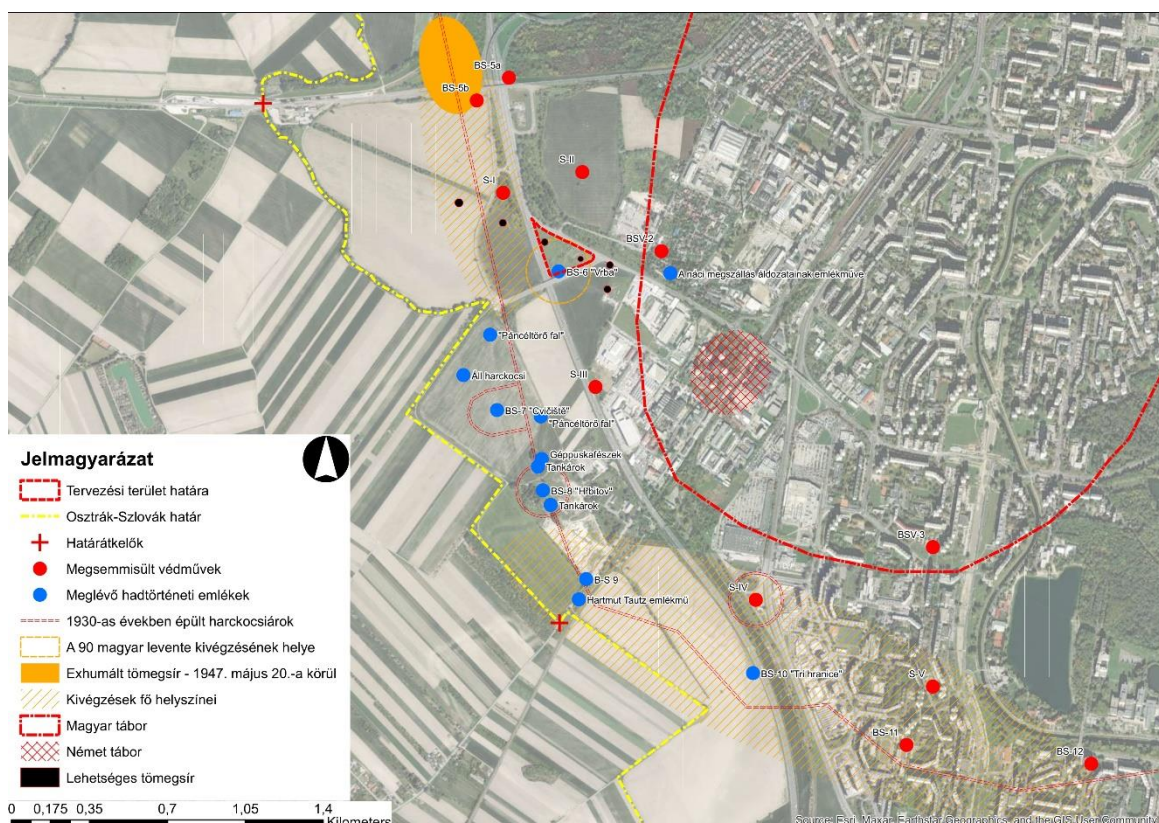 BS-5a
BS-5b
S-II
S-I
BSV-2
BS-6 "Vrba"
A náci megszállás áldozatainak emlékműve
"Páncéltörő fal"
Áll harckocsi
S-III
BS-7 "Cvičiště"
"Páncéltörő fal"
Géppuskafészek
Tankárok
BS-8 "Hřbitov"
Tankárok
BSV-3
B-S 9
S-IV
Hartmut Tautz emlékmű
BS-10 "Tri hranice"
S-V
BS-11
BS-12
Jelmagyarázat
Tervezési terület határa
Osztrák-Szlovák határ
Határátkelők
Megsemmisült védművek
Meglévő hadtörténeti emlékek
1930-as években épült harckocsiárok
A 90 magyar levente kivégzésének helye
Exhumált tömegsír - 1947. május 20.-a körül
Kivégzések fő helyszínei
Magyar tábor
Német tábor
Lehetséges tömegsír
0 0,175 0,35 0,7 1,05 1,4
Kilometers
Source: Esri, Maxar, Earthstar Geographics, and the GIS User Community